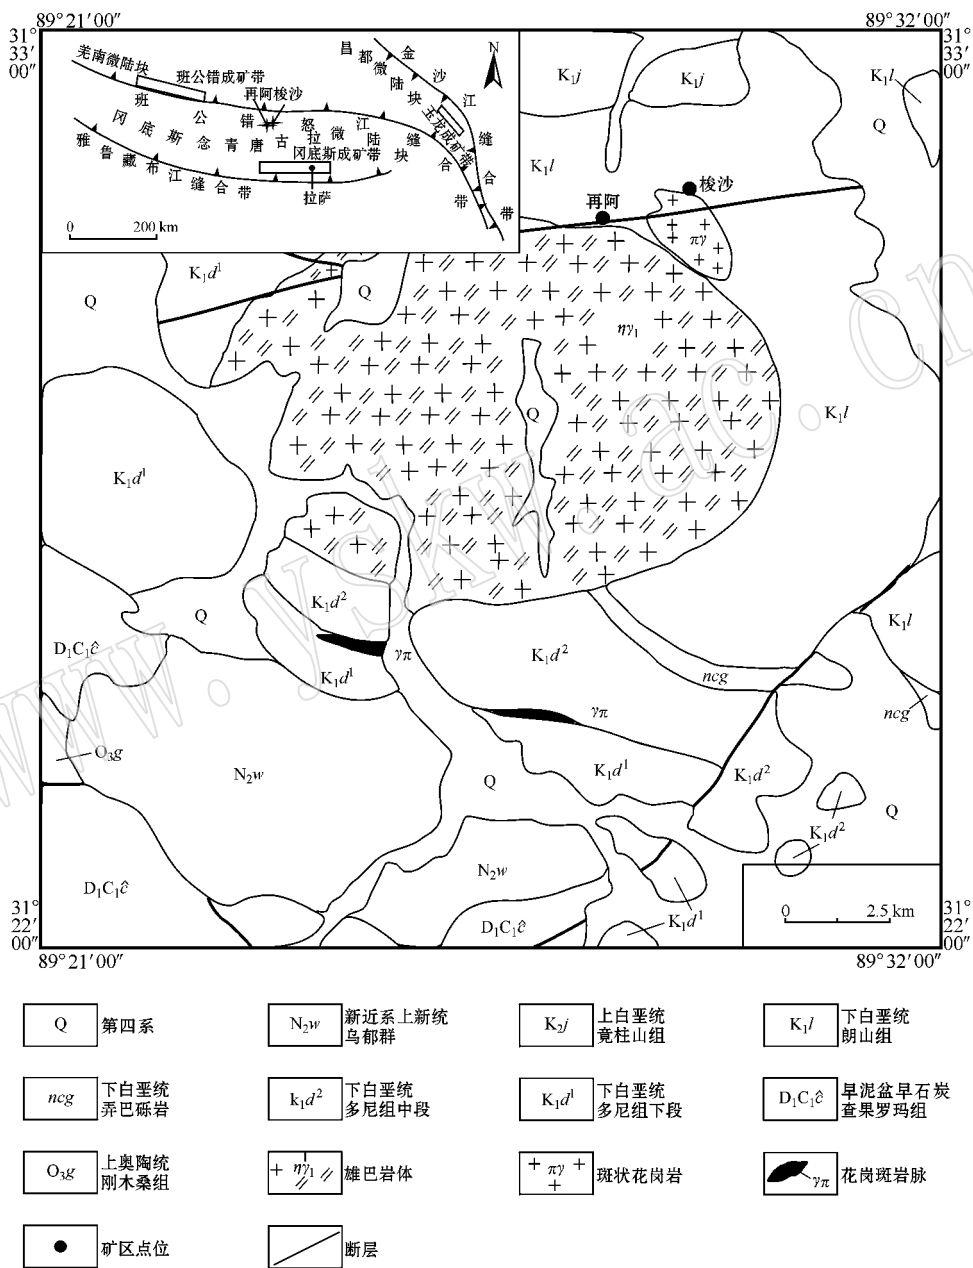 89°21′00″
89°32′00″
31°
33′
00″
31°
33′
00″
羌南微陆块
班公错成矿带
再阿梭沙
班公错怒江缝合带
冈底斯念青唐古拉微陆块
冈底斯成矿带
雅鲁藏布江缝合带
拉萨
昌都微陆块
金沙江缝合带
玉龙成矿带
N
0
200 km
K₁j
K₁j
K₁l
Q
K₁l
再阿
梭沙
πγ
K₁d¹
Q
Q
ηγ₁
Q
K₁l
K₁d¹
K₁d²
Q
γπ
K₁d²
K₁l
D₁C₁ĉ
K₁d¹
ncg
ncg
γπ
O₃g
N₂w
Q
K₁d¹
K₁d²
Q
K₁d²
N₂w
D₁C₁ĉ
K₁d¹
K₁d¹
D₁C₁ĉ
0
2.5 km
31°
22′
00″
31°
22′
00″
89°21′00″
89°32′00″
www.yskw.ac.cn
Q 第四系
N₂w 新近系上新统
乌郁群
K₂j 上白垩统
竟柱山组
K₁l 下白垩统
朗山组
ncg 下白垩统
弄巴砾岩
k₁d² 下白垩统
多尼组中段
K₁d¹ 下白垩统
多尼组下段
D₁C₁ĉ 早泥盆早石炭
查果罗玛组
O₃g 上奥陶统
刚木桑组
ηγ₁ 雄巴岩体
πγ 斑状花岗岩
γπ 花岗斑岩脉
矿区点位
断层